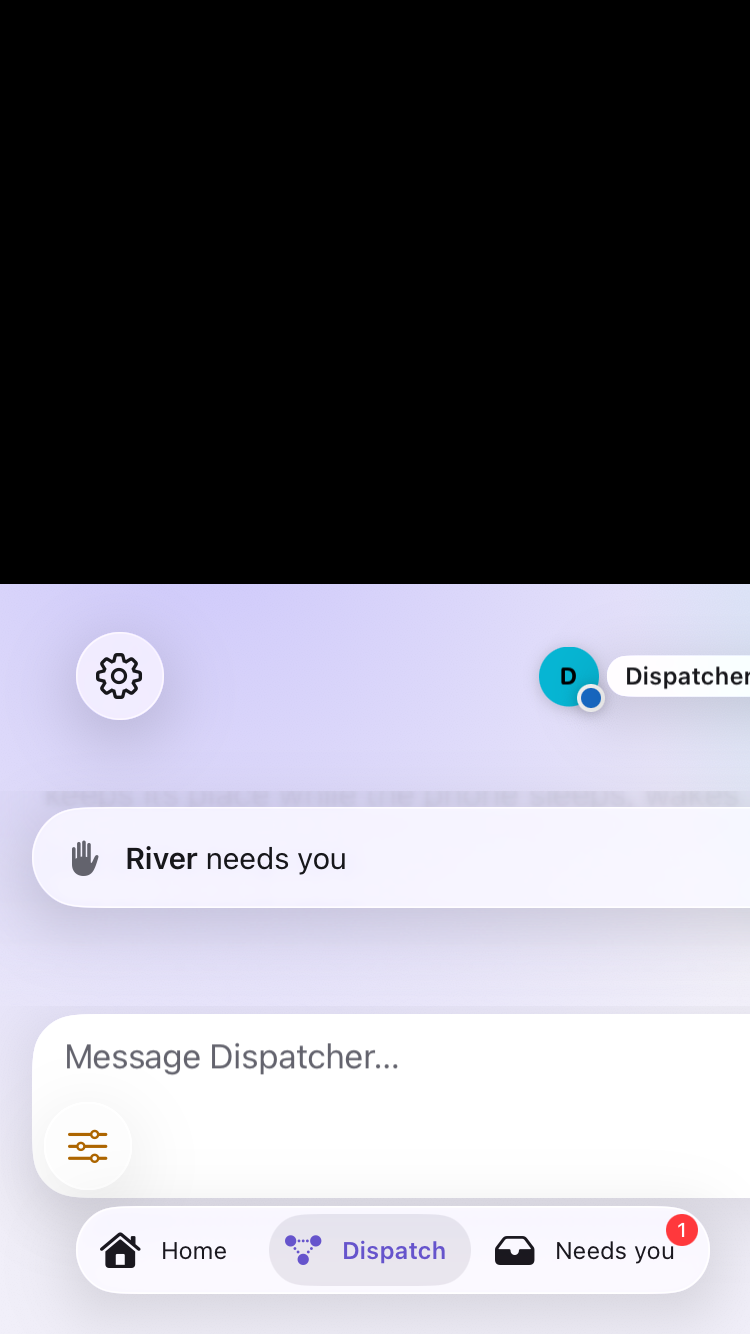 D
Dispatcher
River needs you
Message Dispatcher...
Home
Dispatch
Needs you
1